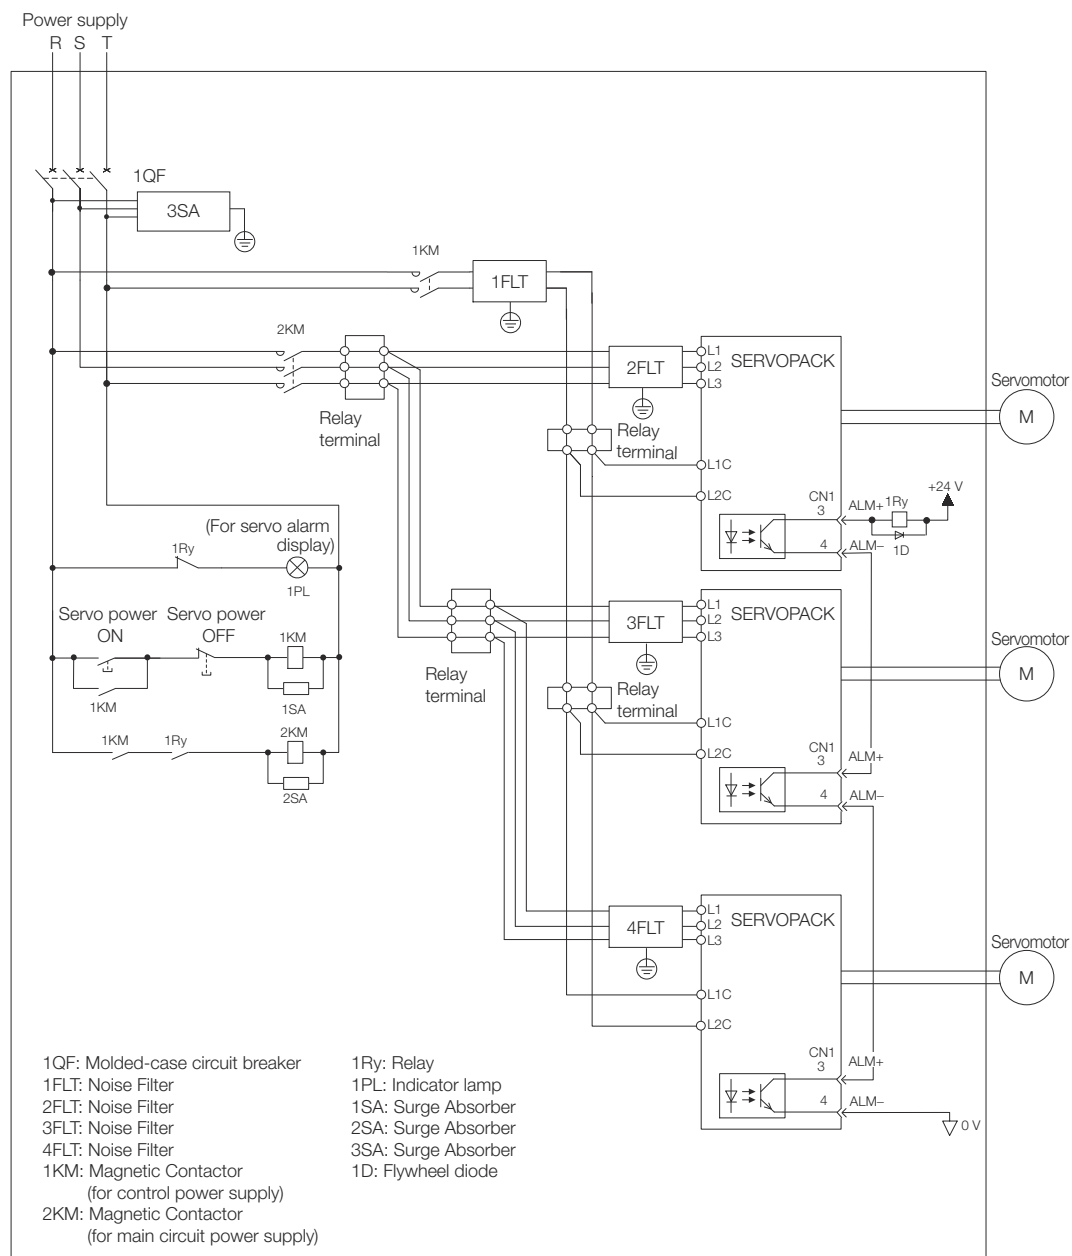 Power supply
R S T
1QF
3SA
1KM
1FLT
2KM
L1
SERVOPACK
2FLT
L2
L3
Servomotor
M
Relay
terminal
Relay
terminal
L1C
L2C
CN1
3
ALM+
1Ry
+24 V
1D
4
ALM−
(For servo alarm
display)
1Ry
1PL
Servo power
ON
Servo power
OFF
1KM
1SA
1KM
1KM
1Ry
2KM
2SA
Relay
terminal
L1
SERVOPACK
3FLT
L2
L3
Servomotor
M
Relay
terminal
L1C
L2C
CN1
3
ALM+
4
ALM−
L1
SERVOPACK
4FLT
L2
L3
Servomotor
M
L1C
L2C
CN1
3
ALM+
4
ALM−
0 V
1QF: Molded-case circuit breaker
1FLT: Noise Filter
2FLT: Noise Filter
3FLT: Noise Filter
4FLT: Noise Filter
1KM: Magnetic Contactor
(for control power supply)
2KM: Magnetic Contactor
(for main circuit power supply)
1Ry: Relay
1PL: Indicator lamp
1SA: Surge Absorber
2SA: Surge Absorber
3SA: Surge Absorber
1D: Flywheel diode